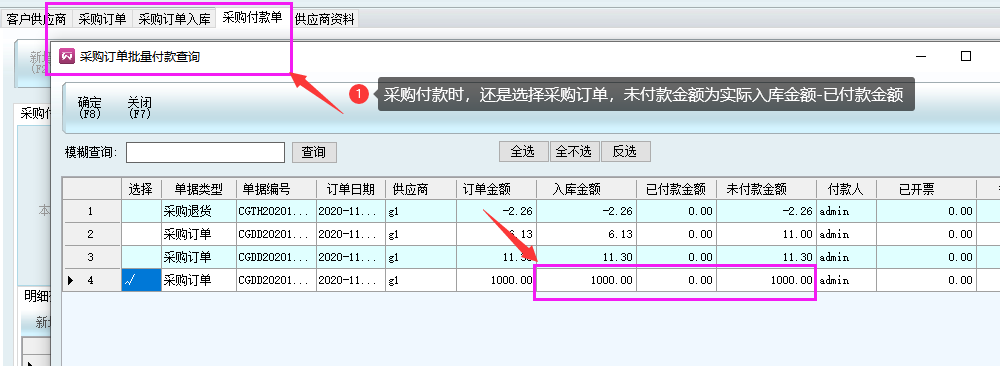 客户供应商 采购订单 采购订单入库 采购付款单 供应商资料
新增
采购订单批量付款查询
确定
(F8)
关闭
(F7)
1 采购付款时，还是选择采购订单，未付款金额为实际入库金额-已付款金额
采购付
模糊查询: 查询 全选 全不选 反选
选择 单据类型 单据编号 订单日期 供应商 订单金额 入库金额 已付款金额 未付款金额 付款人 已开票
1 采购退货 CGTH20201... 2020-11... g1 -2.26 -2.26 0.00 -2.26 admin 0.00
2 采购订单 CGDD20201... 2020-11... g1 6.13 6.13 0.00 11.00 admin 0.00
3 采购订单 CGDD20201... 2020-11... g1 11.30 11.30 0.00 11.30 admin 0.00
4 √ 采购订单 CGDD20201... 2020-11... g1 1000.00 1000.00 0.00 1000.00 admin 0.00
本
明细
新增